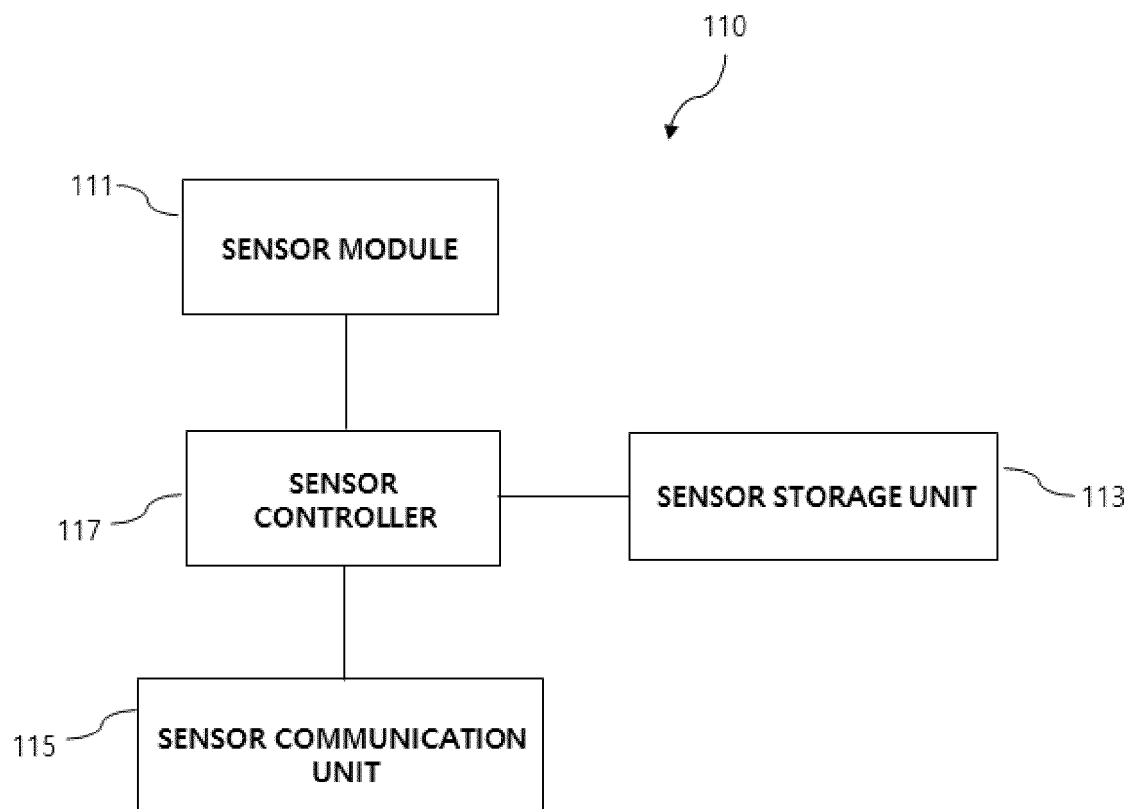 110
111
SENSOR MODULE
SENSOR
CONTROLLER
117
SENSOR STORAGE UNIT
113
SENSOR COMMUNICATION
UNIT
115